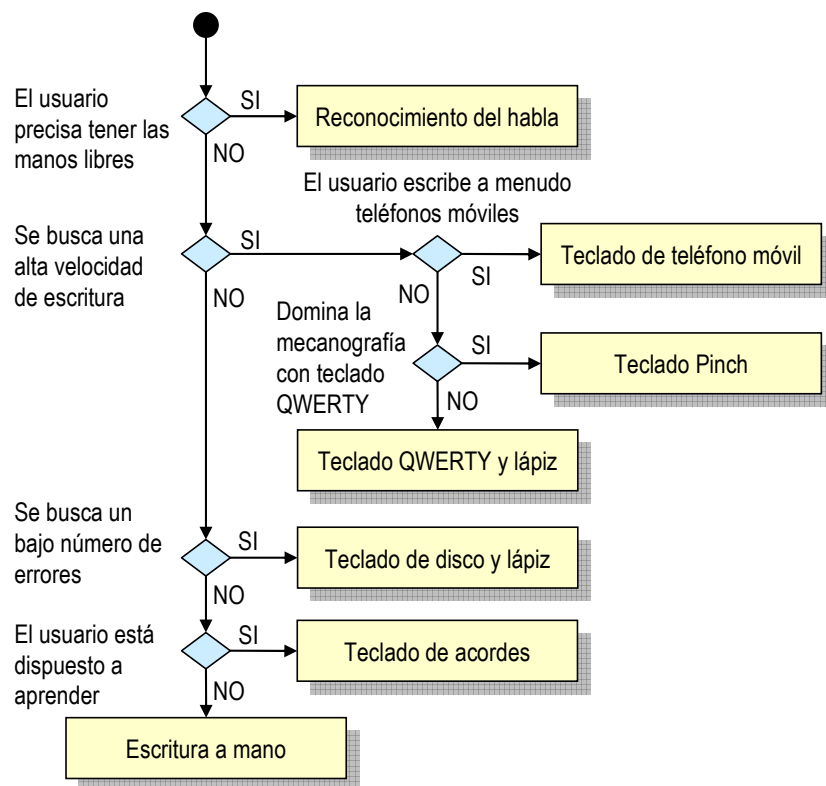 El usuario
precisa tener las
manos libres
SI
Reconocimiento del habla
NO
El usuario escribe a menudo
teléfonos móviles
Se busca una
alta velocidad
de escritura
SI
Teclado de teléfono móvil
SI
NO
NO
Domina la
mecanografía
con teclado
QWERTY
SI
Teclado Pinch
NO
Teclado QWERTY y lápiz
Se busca un
bajo número de
errores
SI
Teclado de disco y lápiz
NO
El usuario está
dispuesto a
aprender
SI
Teclado de acordes
NO
Escritura a mano